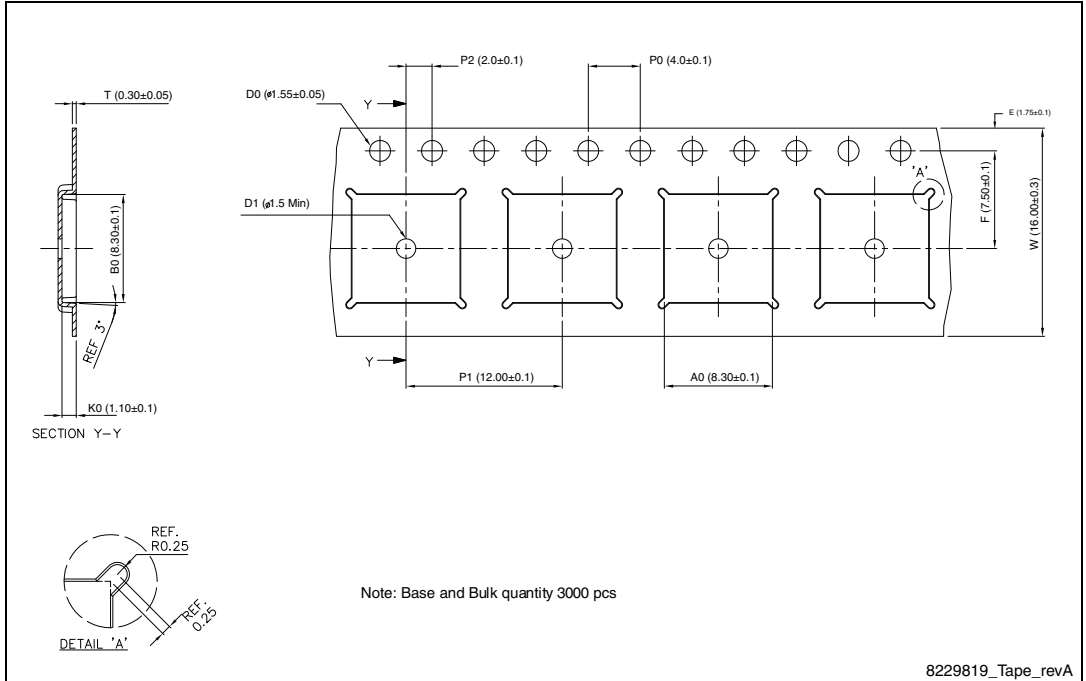 P2 (2.0±0.1)
P0 (4.0±0.1)
T (0.30±0.05)
D0 (ø1.55±0.05)
Y
E (1.75±0.1)
'A'
F (7.50±0.1)
W (16.00±0.3)
D1 (ø1.5 Min)
B0 (8.30±0.1)
REF 3°
Y
P1 (12.00±0.1)
A0 (8.30±0.1)
K0 (1.10±0.1)
SECTION Y-Y
REF.
R0.25
REF.
0.25
DETAIL 'A'
Note: Base and Bulk quantity 3000 pcs
8229819_Tape_revA